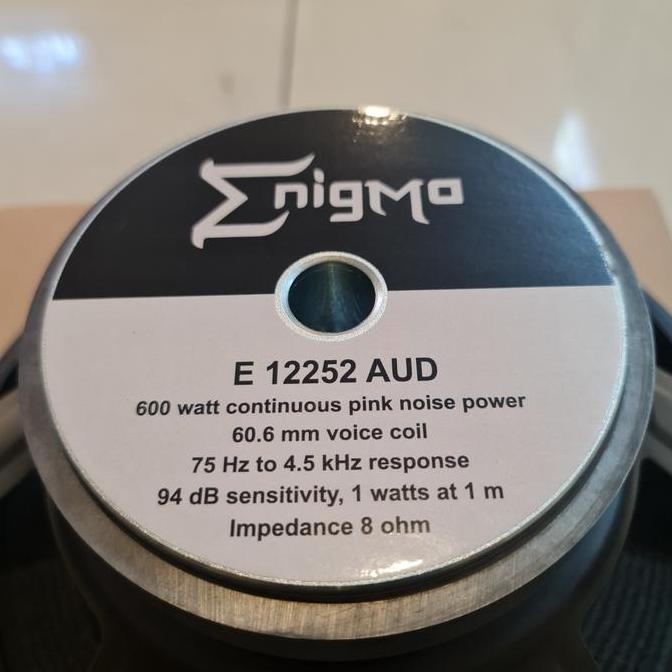 Enigma
E 12252 AUD
600 watt continuous pink noise power
60.6 mm voice coil
75 Hz to 4.5 kHz response
94 dB sensitivity, 1 watts at 1 m
Impedance 8 ohm